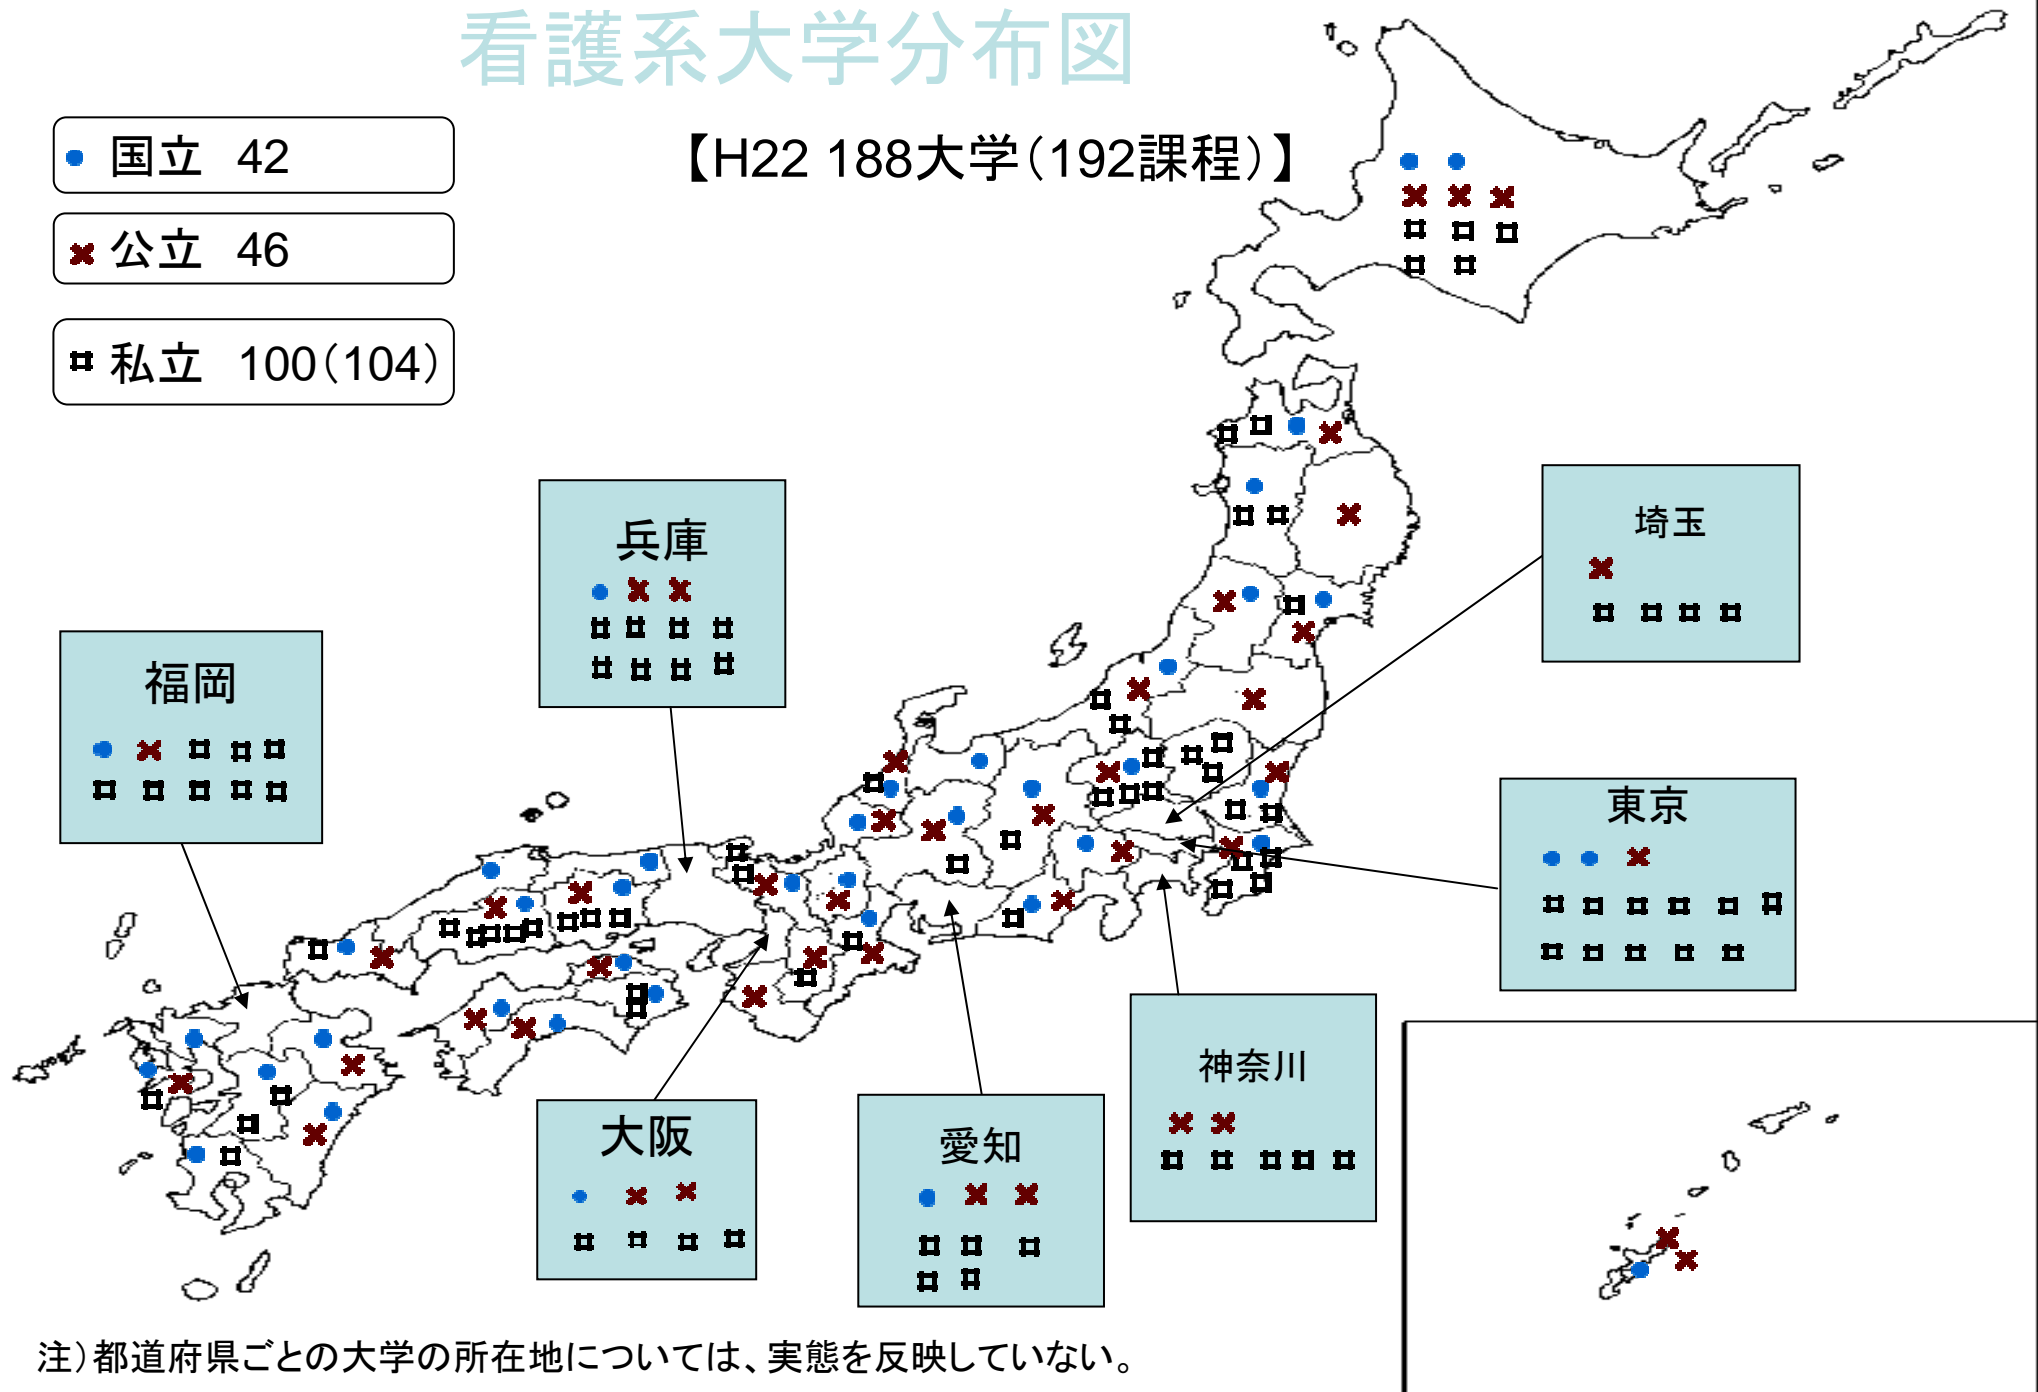 看護系大学分布図
【H22 188大学（192課程）】
国立 42
公立 46
私立 100（104）
兵庫
埼玉
福岡
東京
神奈川
大阪
愛知
注）都道府県ごとの大学の所在地については、実態を反映していない。